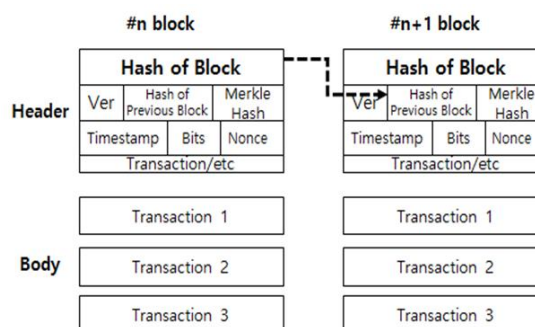 #n block
#n+1 block
Hash of Block
Hash of Block
Header
Ver
Hash of
Previous Block
Merkle
Hash
Ver
Hash of
Previous Block
Merkle
Hash
Timestamp
Bits
Nonce
Timestamp
Bits
Nonce
Transaction/etc
Transaction/etc
Transaction 1
Transaction 1
Body
Transaction 2
Transaction 2
Transaction 3
Transaction 3